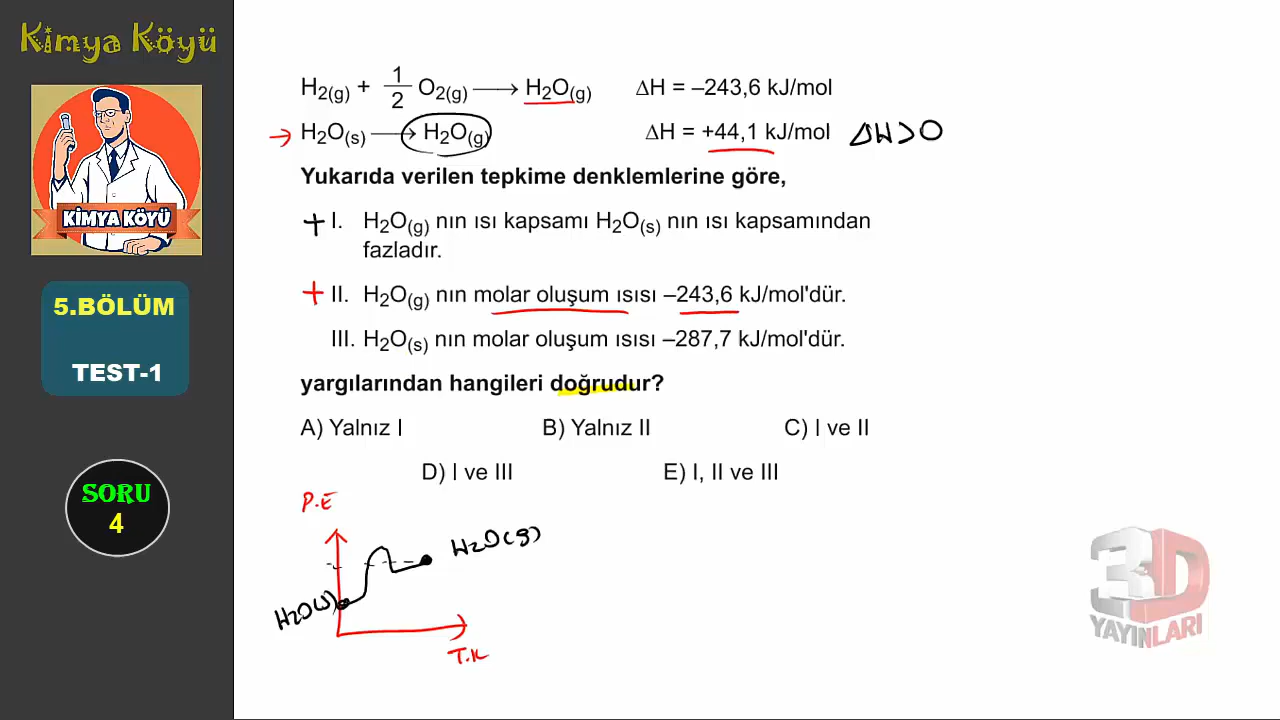 Kimya Köyü
KİMYA KÖYÜ
5.BÖLÜM
TEST-1
SORU
4
H2(g) + 1/2 O2(g) ⟶ H2O(g) ΔH = –243,6 kJ/mol
H2O(s) ⟶ H2O(g) ΔH = +44,1 kJ/mol ΔH>O
Yukarıda verilen tepkime denklemlerine göre,
+ I. H2O(g) nın ısı kapsamı H2O(s) nın ısı kapsamından
fazladır.
+ II. H2O(g) nın molar oluşum ısısı –243,6 kJ/mol'dür.
III. H2O(s) nın molar oluşum ısısı –287,7 kJ/mol'dür.
yargılarından hangileri doğrudur?
A) Yalnız I B) Yalnız II C) I ve II
D) I ve III E) I, II ve III
P.E
H2O(g)
H2O(s)
T.K
3D
YAYINLARI